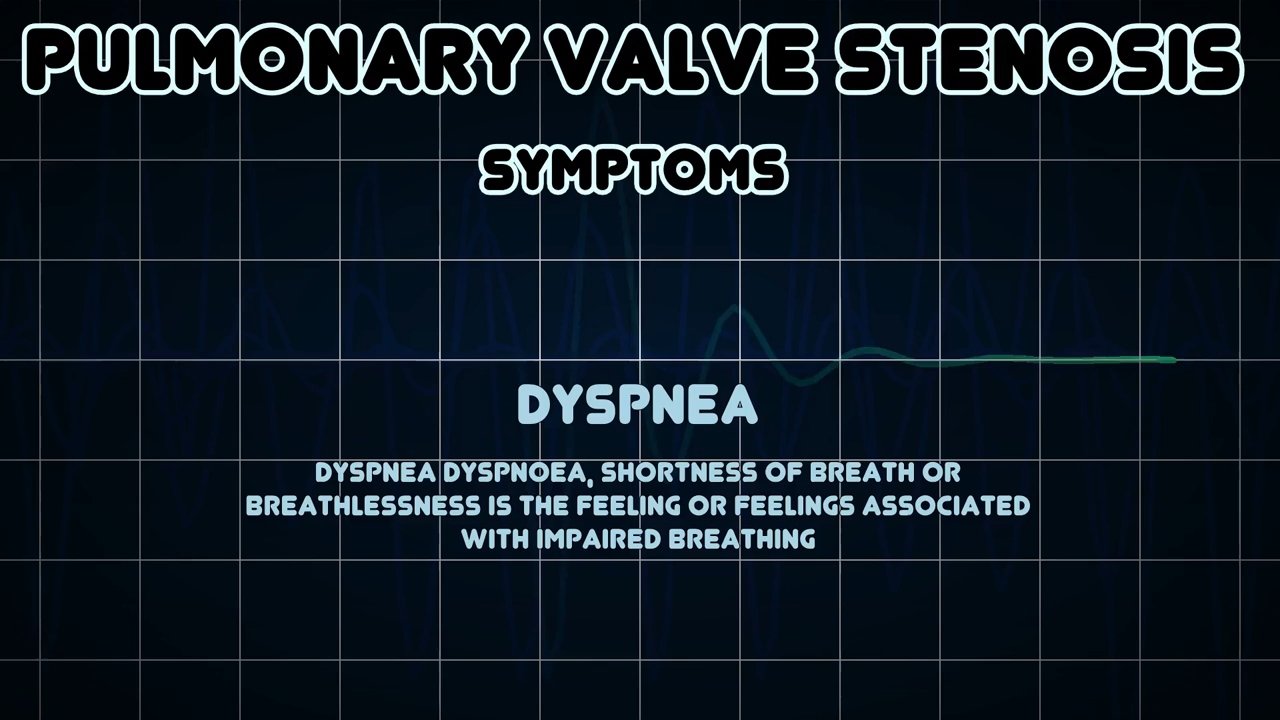 PULMONARY VALVE STENOSIS
SYMPTOMS
DYSPNEA
DYSPNEA DYSPNOEA, SHORTNESS OF BREATH OR
BREATHLESSNESS IS THE FEELING OR FEELINGS ASSOCIATED
WITH IMPAIRED BREATHING